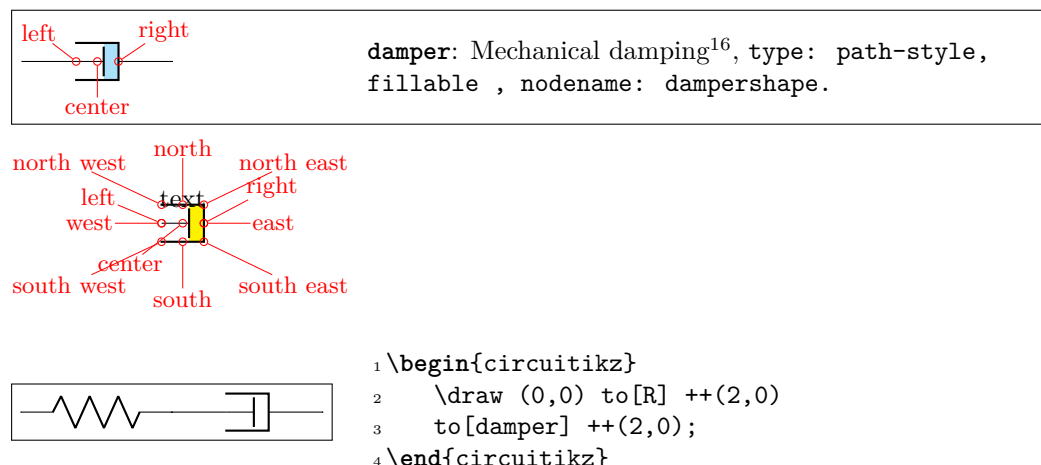 left right
center
damper: Mechanical damping16, type: path-style,
fillable , nodename: dampershape.
north west north north east
left text right
west east
center
south west south south east
1 \begin{circuitikz}
2 \draw (0,0) to[R] ++(2,0)
3 to[damper] ++(2,0);
4 \end{circuitikz}